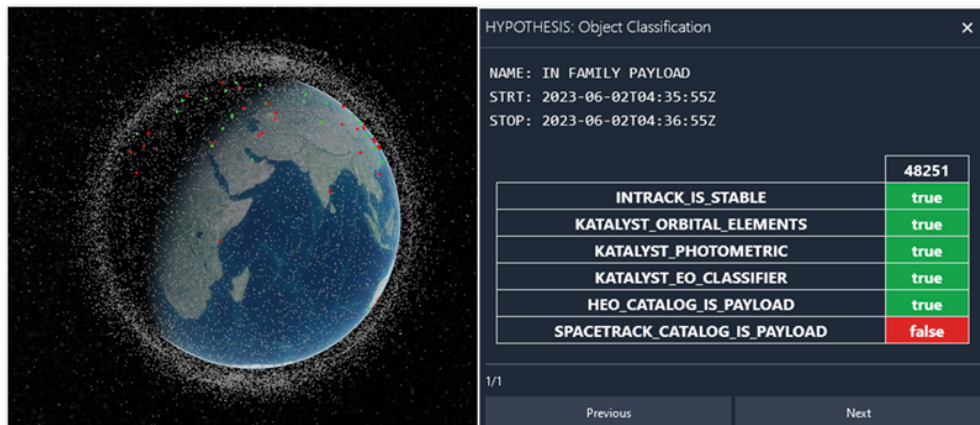 HYPOTHESIS: Object Classification ×
NAME: IN FAMILY PAYLOAD
STRT: 2023-06-02T04:35:55Z
STOP: 2023-06-02T04:36:55Z
48251
INTRACK_IS_STABLE true
KATALYST_ORBITAL_ELEMENTS true
KATALYST_PHOTOMETRIC true
KATALYST_EO_CLASSIFIER true
HEO_CATALOG_IS_PAYLOAD true
SPACETRACK_CATALOG_IS_PAYLOAD false
1/1
Previous Next